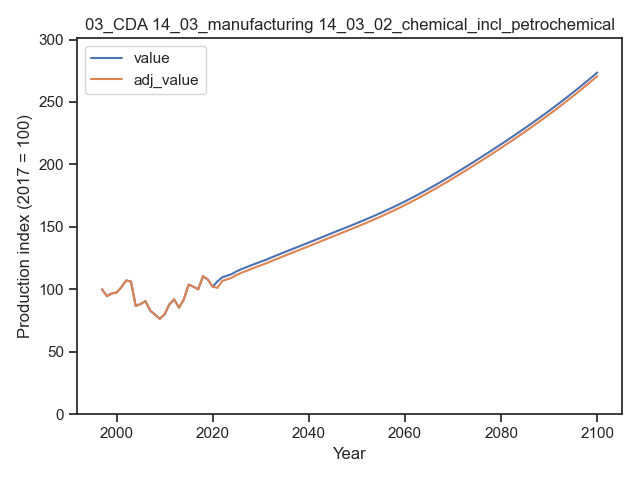 03_CDA 14_03_manufacturing 14_03_02_chemical_incl_petrochemical
value
adj_value
300
250
200
150
100
50
0
Production index (2017 = 100)
2000 2020 2040 2060 2080 2100
Year